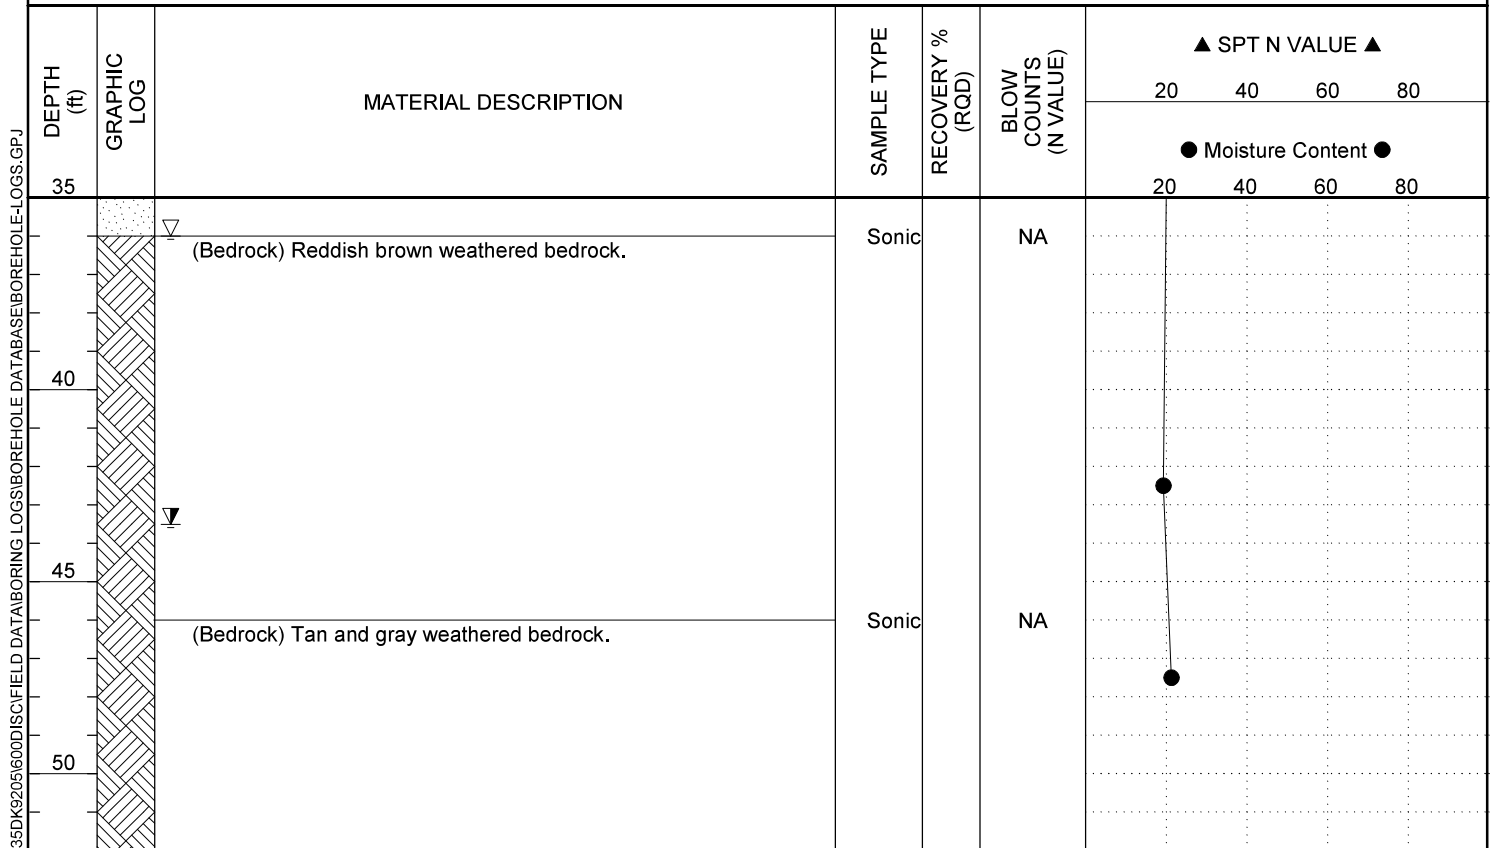 DEPTH
(ft)
GRAPHIC
LOG
MATERIAL DESCRIPTION
SAMPLE TYPE
RECOVERY %
(RQD)
BLOW
COUNTS
(N VALUE)
▲ SPT N VALUE ▲
20 40 60 80
● Moisture Content ●
20 40 60 80
35
Sonic NA
(Bedrock) Reddish brown weathered bedrock.
40
45
Sonic NA
(Bedrock) Tan and gray weathered bedrock.
50
35DK9205\600DISC\FIELD DATA\BORING LOGS\BOREHOLE DATABASE\BOREHOLE-LOGS.GPJ